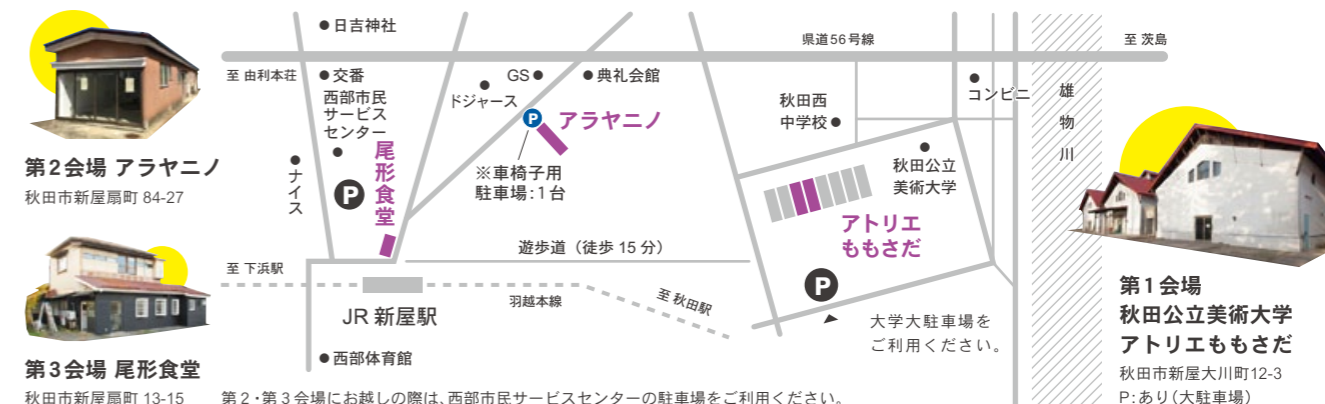 日吉神社
県道56号線
至 茨島
至 由利本荘
交番
西部市民
サービス
センター
GS
典礼会館
ドジャース
P
アラヤニノ
※車椅子用
駐車場：1台
秋田西
中学校
コンビニ
雄物川
ナイス
P
尾形食堂
秋田公立
美術大学
アトリエ
ももさだ
P
遊歩道（徒歩 15 分）
至 下浜駅
羽越本線
至 秋田駅
JR 新屋駅
大学大駐車場を
ご利用ください。
西部体育館
第2会場 アラヤニノ
秋田市新屋扇町 84-27
第3会場 尾形食堂
秋田市新屋扇町 13-15
第1会場
秋田公立美術大学
アトリエももさだ
秋田市新屋大川町12-3
P：あり（大駐車場）
第2・第3会場にお越しの際は、西部市民サービスセンターの駐車場をご利用ください。